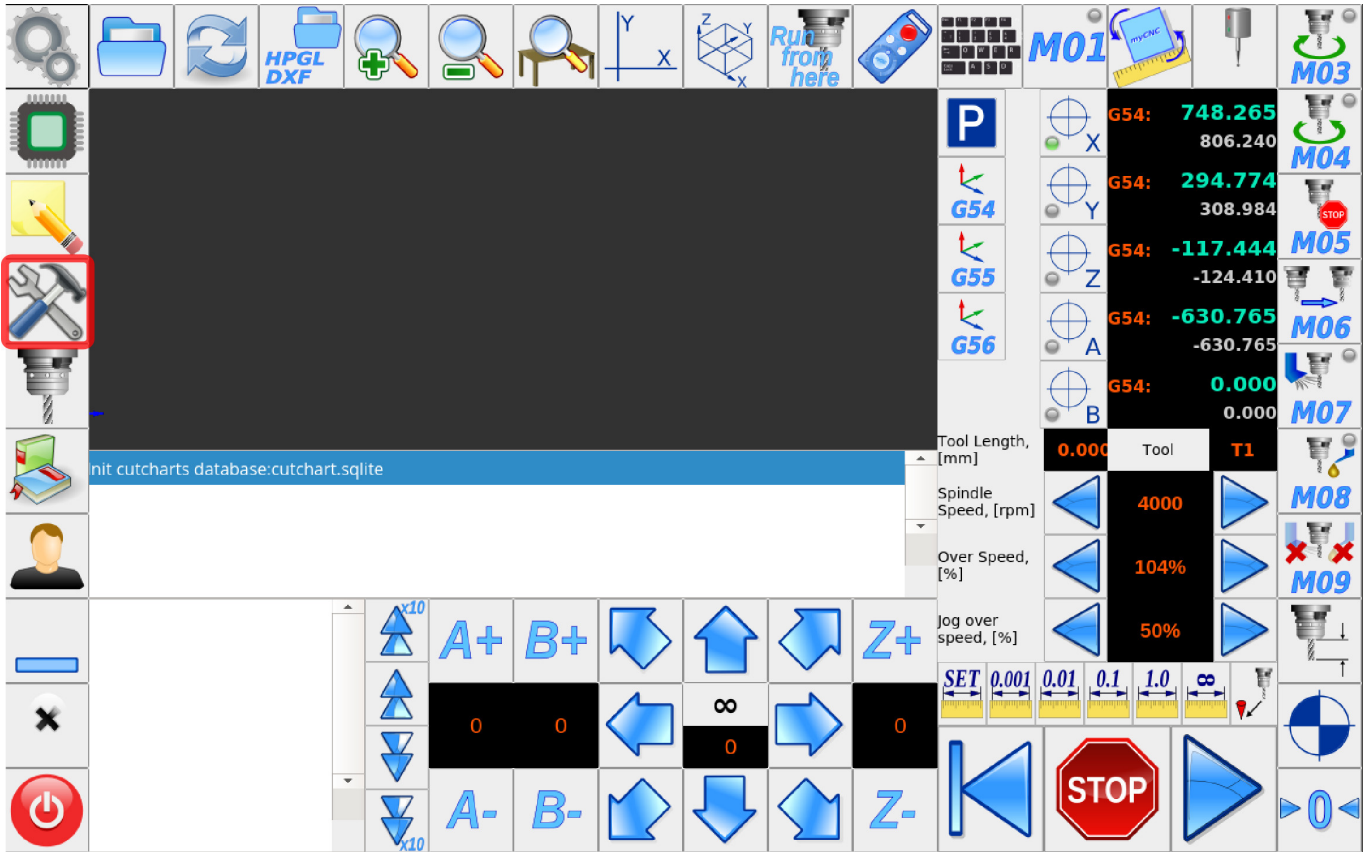 HPGL
DXF
Y
X
Z
Y
X
Run
from
here
M01
myCNC
M03
P
X
G54: 748.265
806.240
M04
G54
Y
G54: 294.774
308.984
STOP
M05
G55
Z
G54: -117.444
-124.410
M06
G56
A
G54: -630.765
-630.765
B
G54: 0.000
0.000
M07
Tool Length,
[mm]
0.000
Tool
T1
nit cutcharts database:cutchart.sqlite
Spindle
Speed, [rpm]
4000
M08
Over Speed,
[%]
104%
M09
Jog over
speed, [%]
50%
x10
A+
B+
Z+
SET
0.001
0.01
0.1
1.0
∞
0
0
∞
0
0
STOP
A-
B-
Z-
x10
0